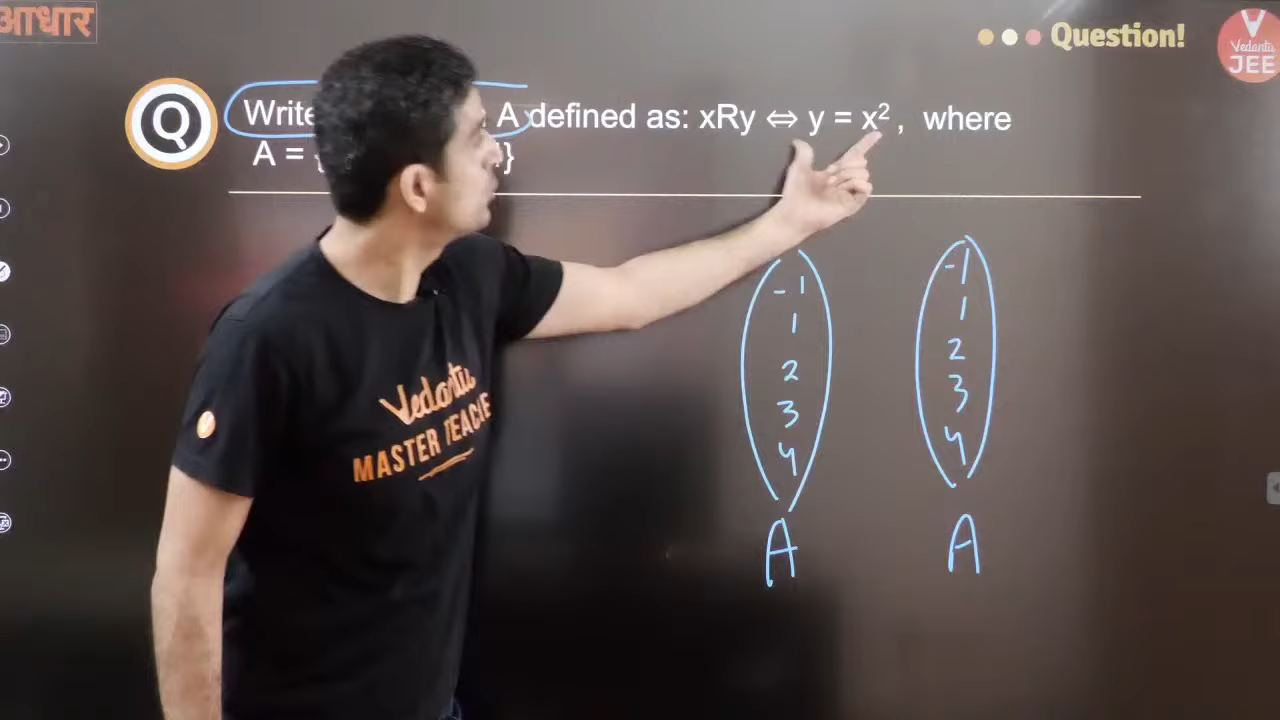 आधार
Question!
Vedantu
JEE
Q
Write A defined as: xRy ⇔ y = x², where
A = { }
-1
1
2
3
4
A
-1
1
2
3
4
A
Vedantu
MASTER TEACHE